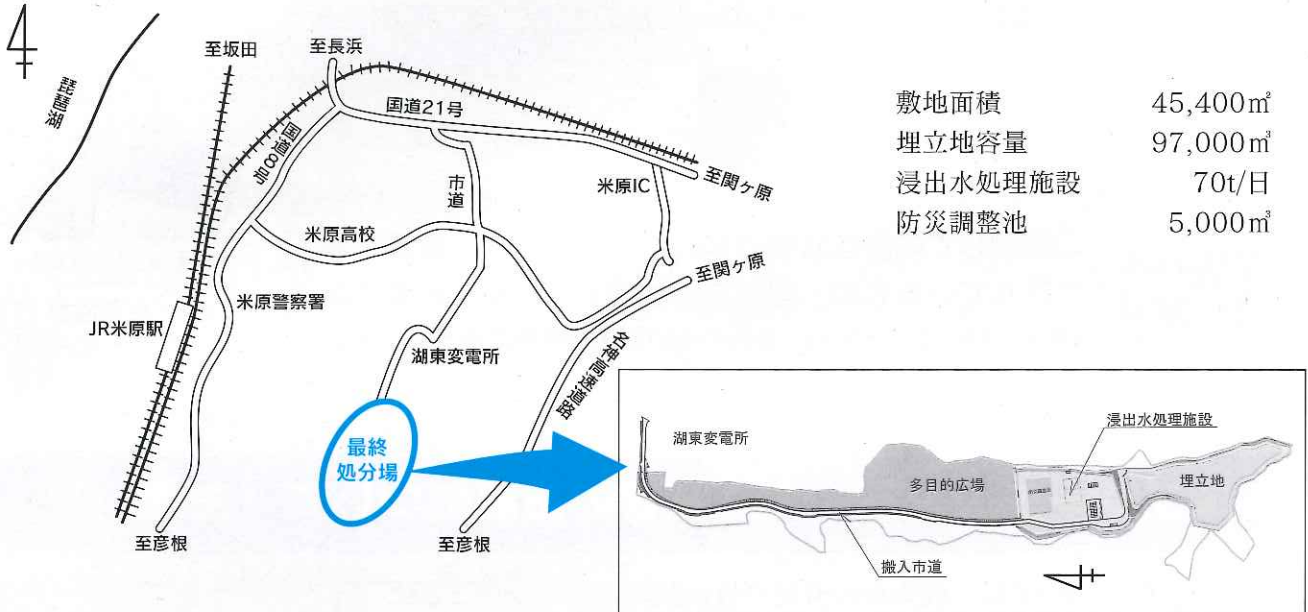 至坂田
至長浜
琵琶湖
国道21号
国道8号
市道
米原IC
至関ヶ原
米原高校
至関ヶ原
米原警察署
JR米原駅
湖東変電所
名神高速道路
最終
処分場
至彦根
至彦根
敷地面積 45,400㎡
埋立地容量 97,000㎥
浸出水処理施設 70t/日
防災調整池 5,000㎥
湖東変電所
浸出水処理施設
多目的広場
埋立地
搬入市道